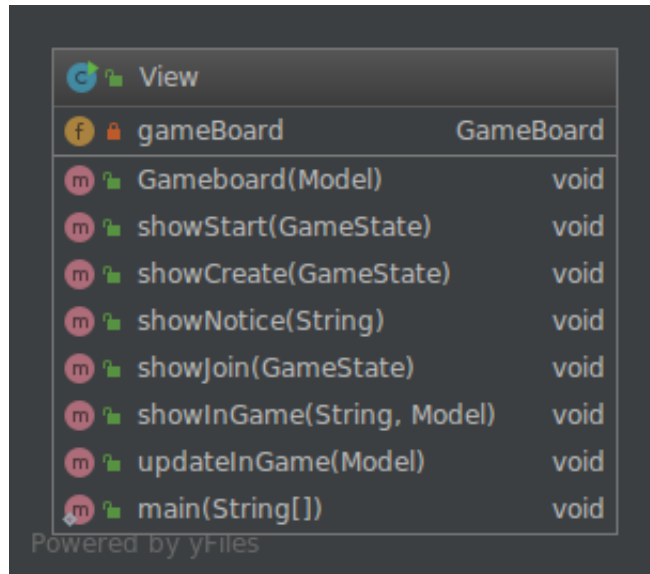 View
gameBoard GameBoard
Gameboard(Model) void
showStart(GameState) void
showCreate(GameState) void
showNotice(String) void
showJoin(GameState) void
showInGame(String, Model) void
updateInGame(Model) void
main(String[]) void
Powered by yFiles